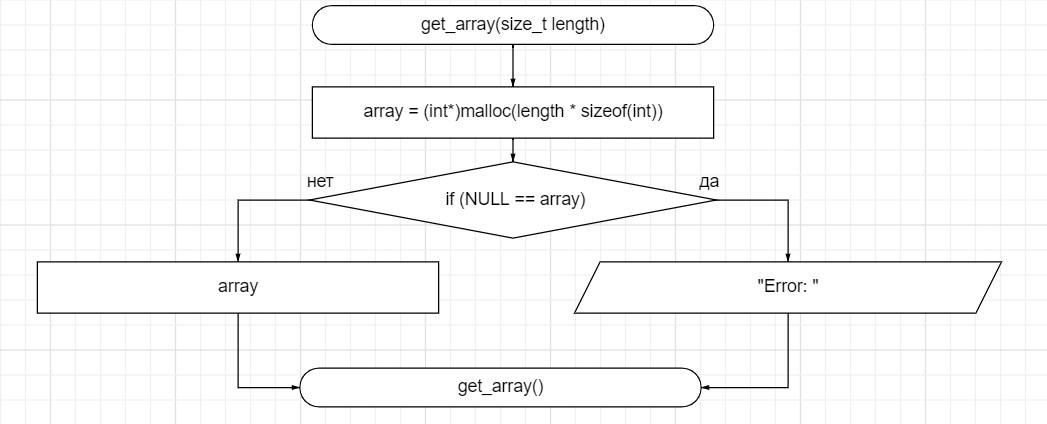 get_array(size_t length)
array = (int*)malloc(length * sizeof(int))
нет
да
if (NULL == array)
array
"Error: "
get_array()